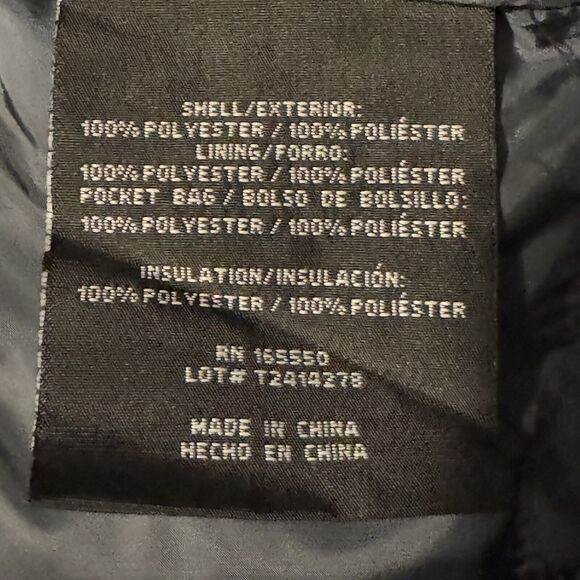 SHELL/EXTERIOR:
100% POLYESTER / 100% POLIÉSTER
LINING/FORRO:
100% POLYESTER / 100% POLIÉSTER
POCKET BAG / BOLSO DE BOLSILLO:
100% POLYESTER / 100% POLIÉSTER
INSULATION/INSULACIÓN:
100% POLYESTER / 100% POLIÉSTER
RN 165550
LOT# T2414278
MADE IN CHINA
HECHO EN CHINA